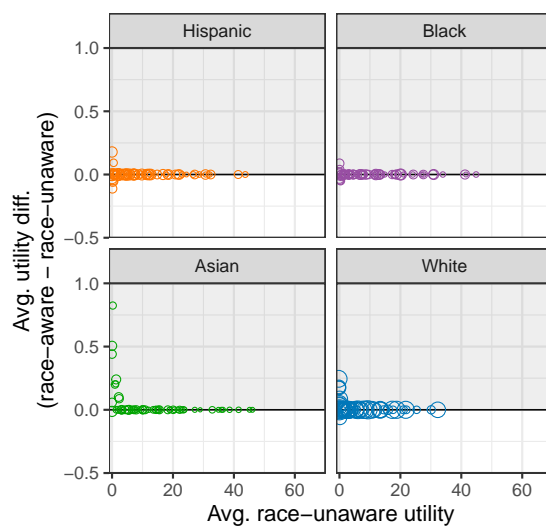 Hispanic Black
1.0
0.5
0.0
−0.5
Asian White
1.0
0.5
0.0
−0.5
0 20 40 60 0 20 40 60
Avg. race−unaware utility
Avg. utility diff.
(race−aware − race−unaware)